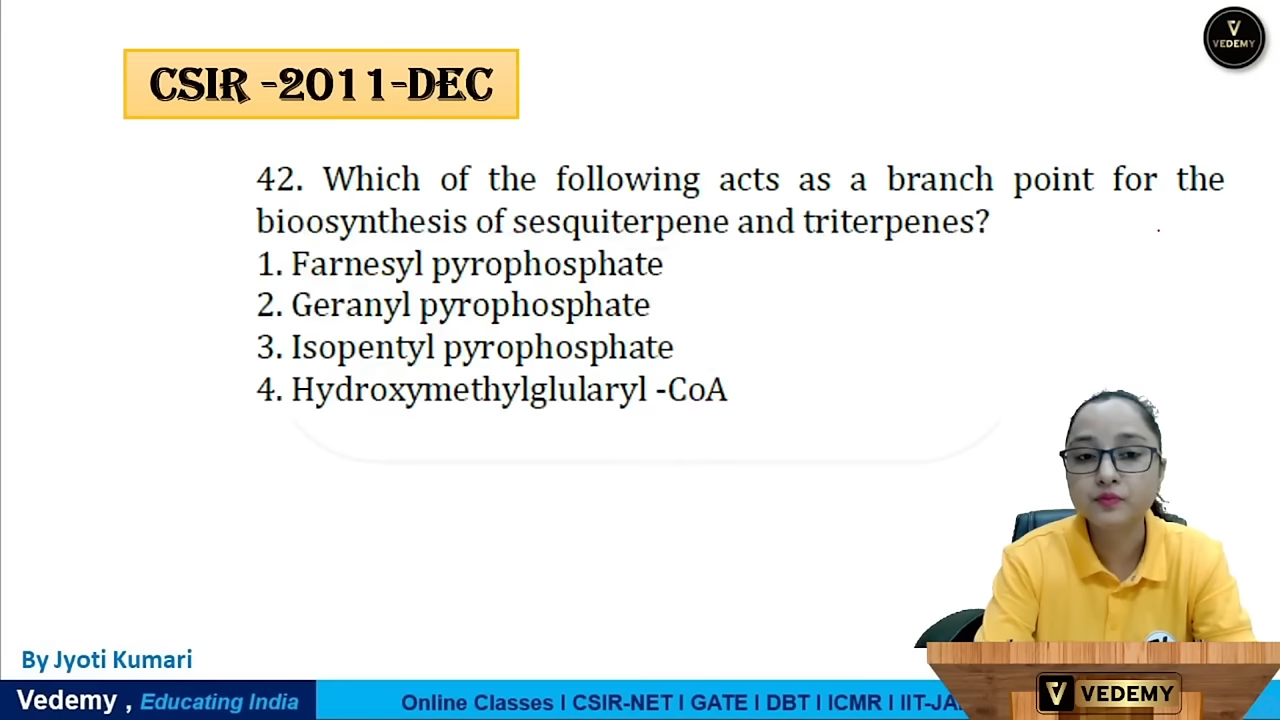 VEDEMY
CSIR -2011-DEC
42. Which of the following acts as a branch point for the
bioosynthesis of sesquiterpene and triterpenes?
1. Farnesyl pyrophosphate
2. Geranyl pyrophosphate
3. Isopentyl pyrophosphate
4. Hydroxymethylglularyl -CoA
By Jyoti Kumari
VEDEMY
Vedemy , Educating India
Online Classes I CSIR-NET I GATE I DBT I ICMR I IIT-JA